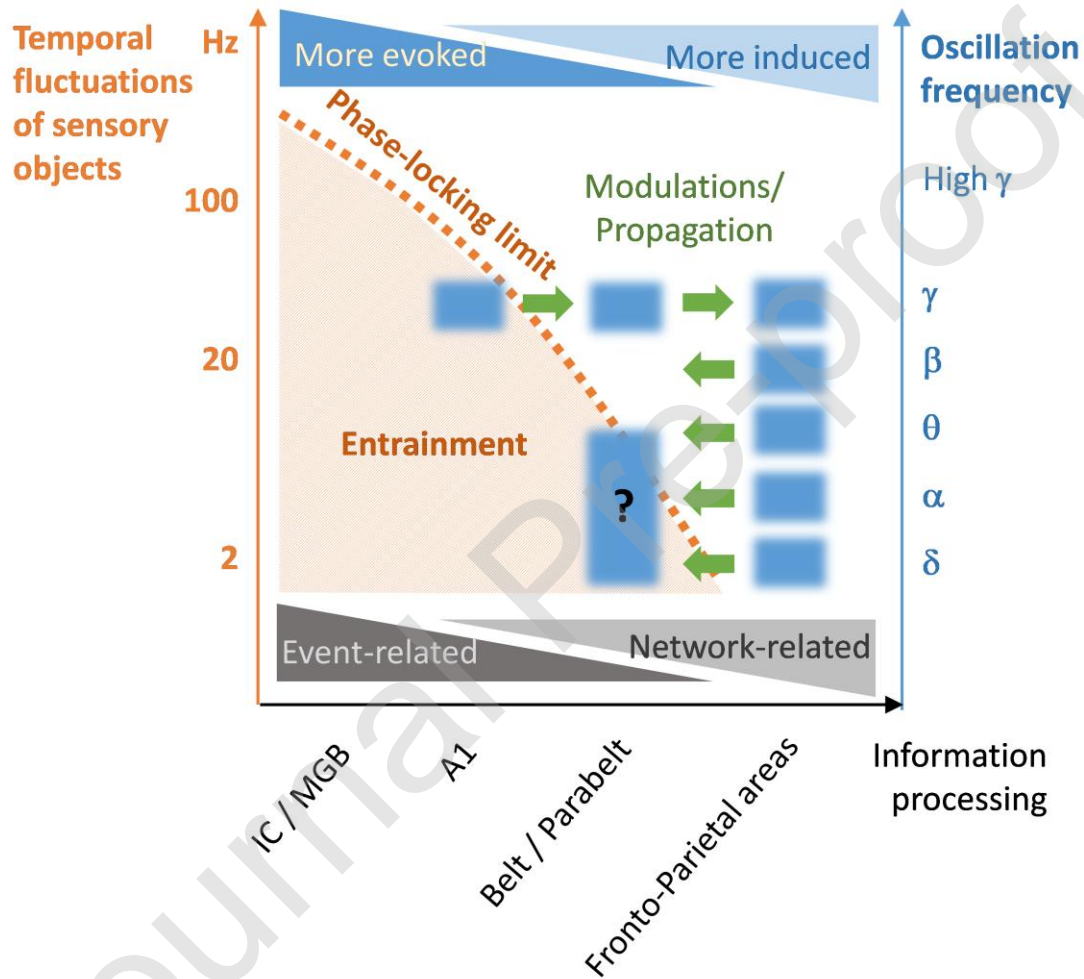 Temporal
fluctuations
of sensory
objects
Hz
100
20
2
More evoked
More induced
Oscillation
frequency
High γ
γ
β
θ
α
δ
Phase-locking limit
Modulations/
Propagation
Entrainment
?
Event-related
Network-related
IC / MGB
A1
Belt / Parabelt
Fronto-Parietal areas
Information
processing
Journal Pre-proof